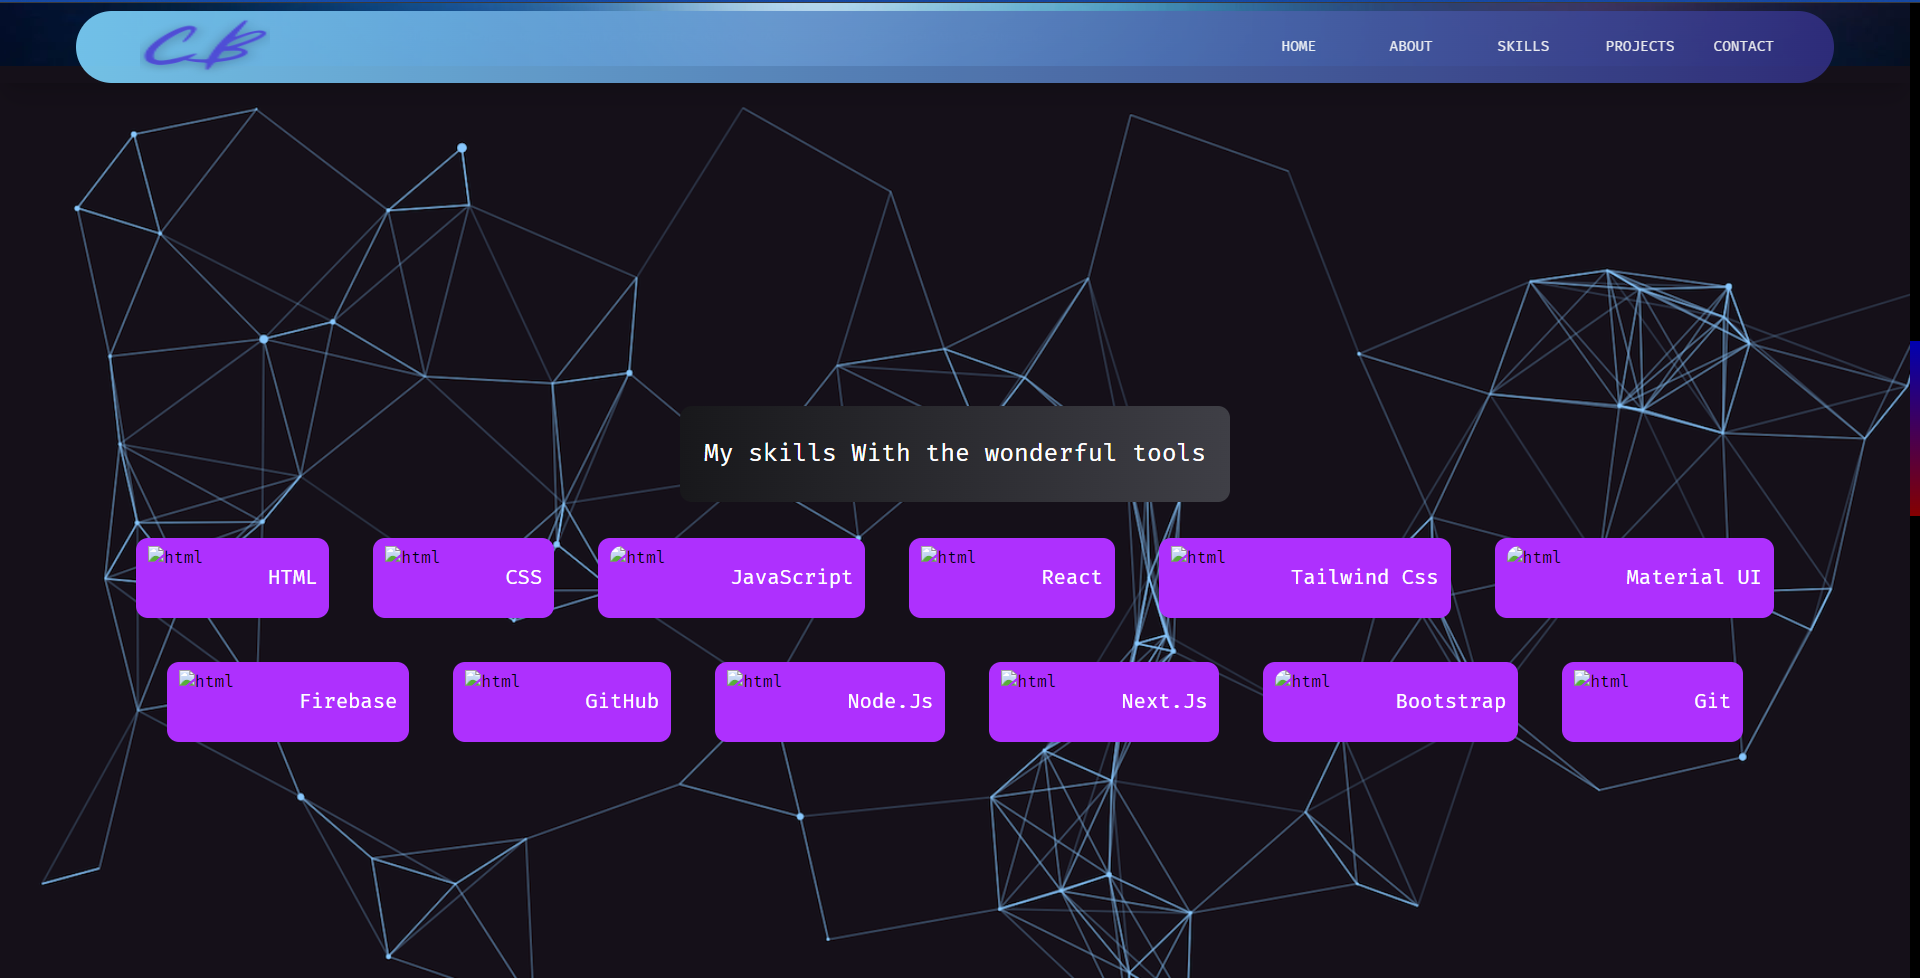 CB HOME ABOUT SKILLS PROJECTS CONTACT
My skills With the wonderful tools
html HTML html CSS html JavaScript html React html Tailwind Css html Material UI
html Firebase html GitHub html Node.Js html Next.Js html Bootstrap html Git